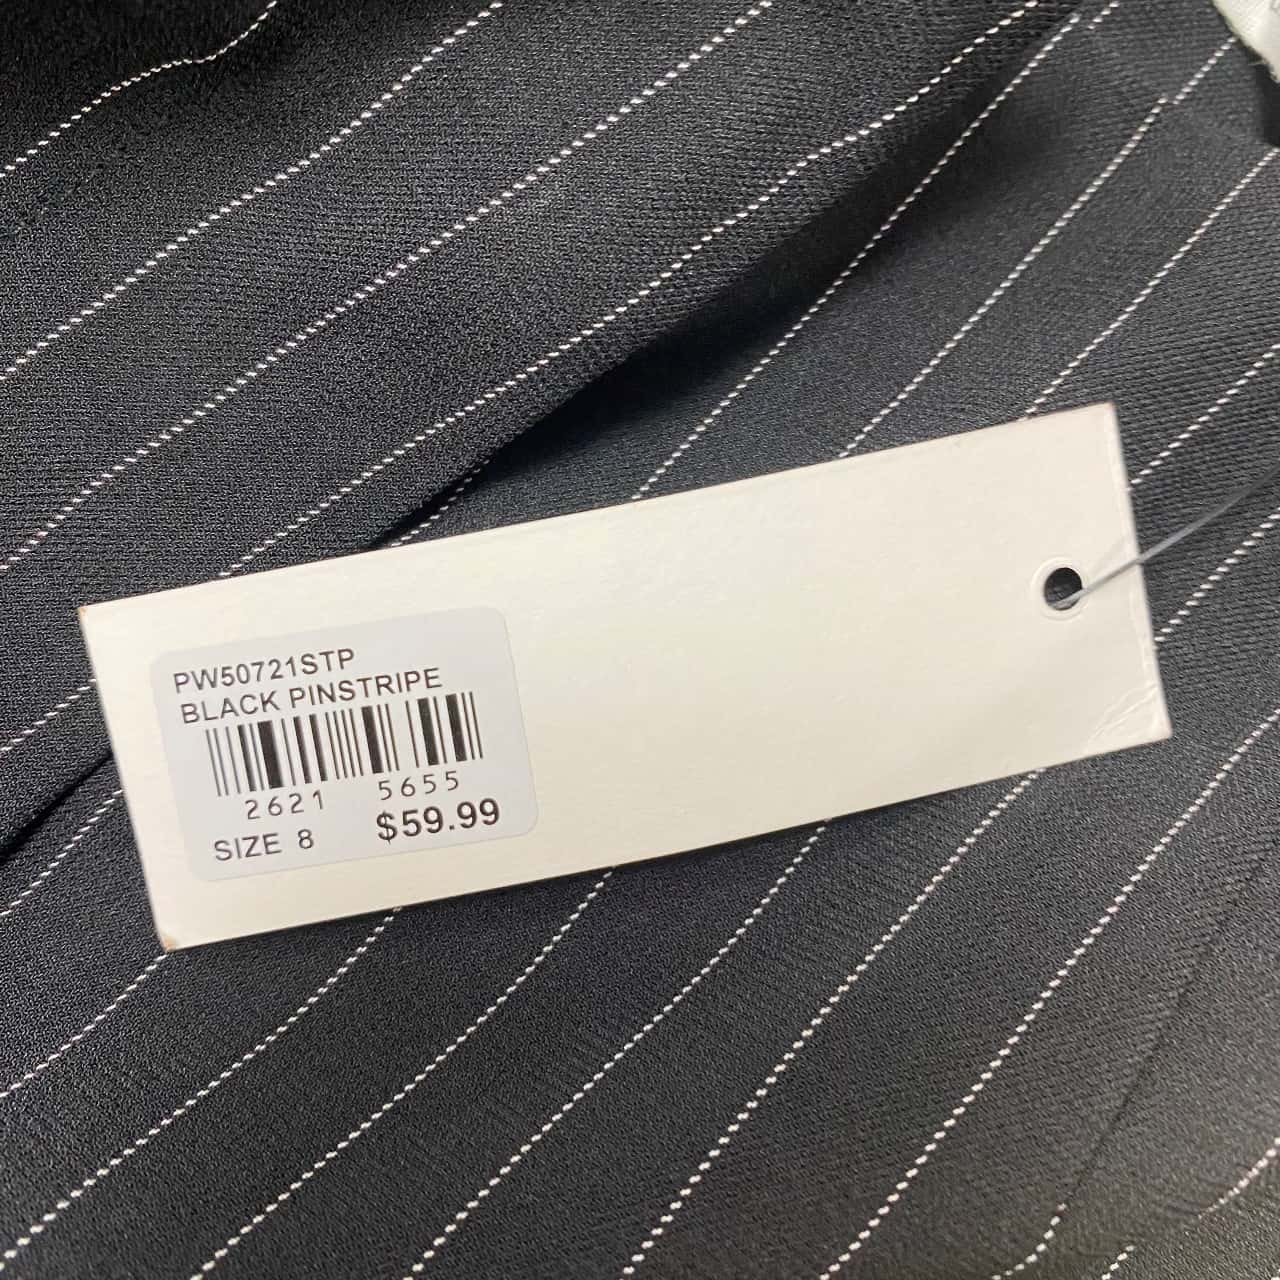 PW50721STP
BLACK PINSTRIPE
2621 5655
SIZE 8 $59.99